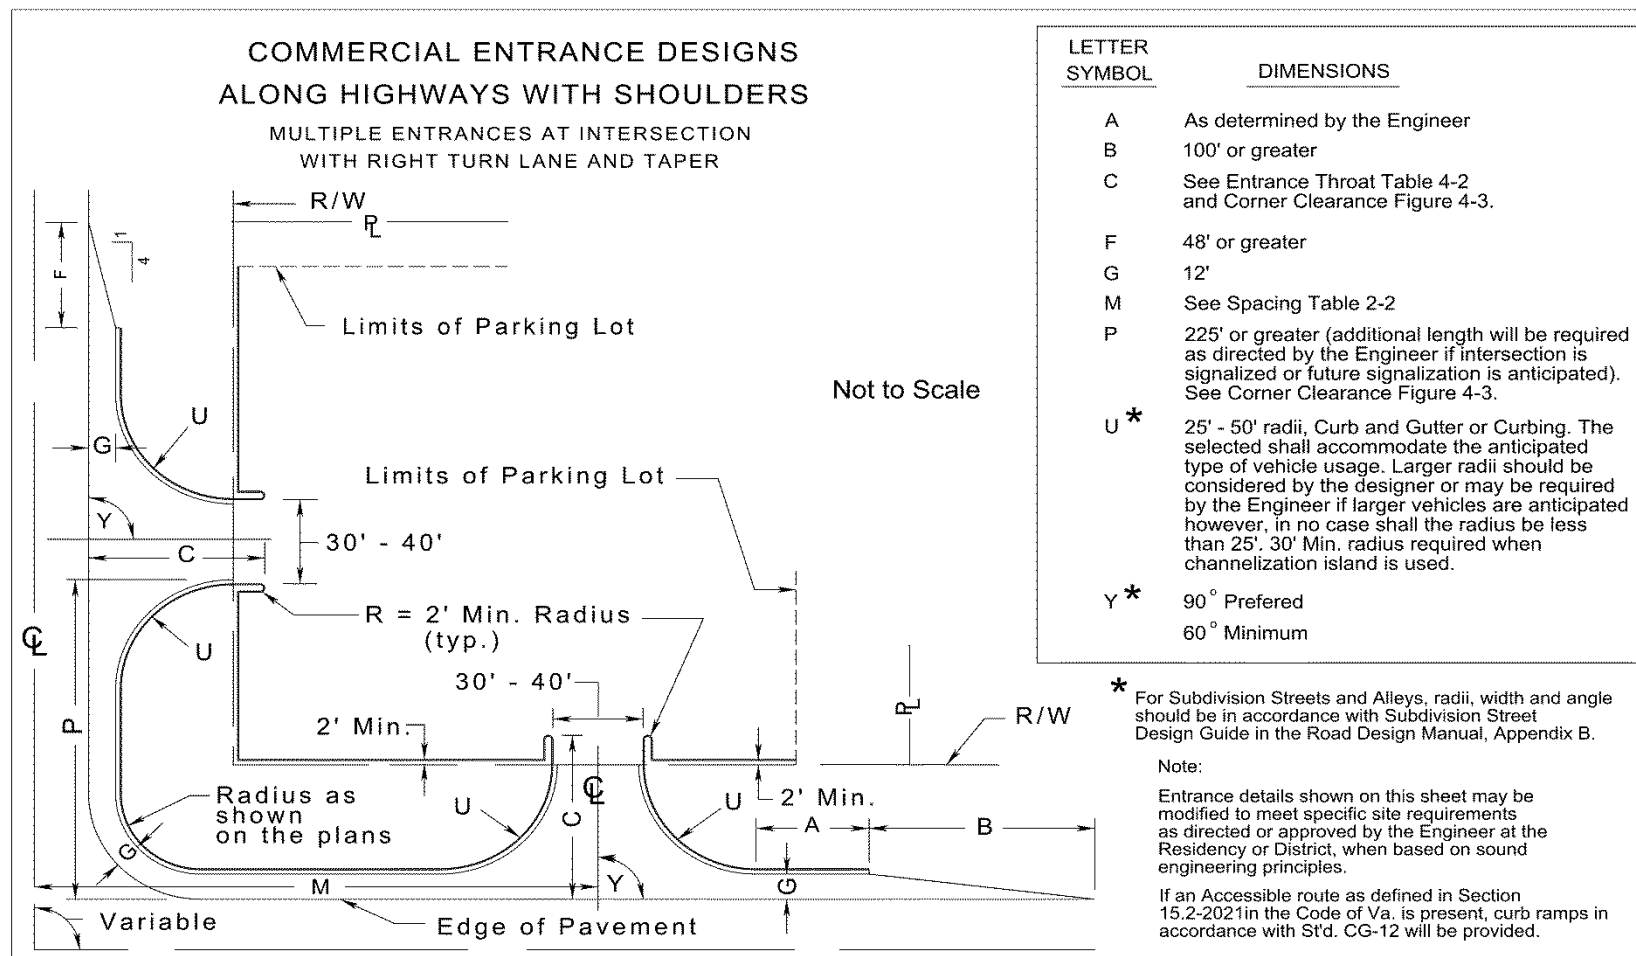 COMMERCIAL ENTRANCE DESIGNS
ALONG HIGHWAYS WITH SHOULDERS
MULTIPLE ENTRANCES AT INTERSECTION
WITH RIGHT TURN LANE AND TAPER
R/W
PL
F
1
4
Limits of Parking Lot
Not to Scale
U
G
Limits of Parking Lot
Y
30' - 40'
C
R = 2' Min. Radius
(typ.)
U
CL
30' - 40'
P
2' Min.
PL
R/W
Radius as
shown
on the plans
U
CL
C
U
2' Min.
A
B
G
M
Y
G
Variable
Edge of Pavement
LETTER
SYMBOL
DIMENSIONS
A As determined by the Engineer
B 100' or greater
C See Entrance Throat Table 4-2
and Corner Clearance Figure 4-3.
F 48' or greater
G 12'
M See Spacing Table 2-2
P 225' or greater (additional length will be required
as directed by the Engineer if intersection is
signalized or future signalization is anticipated).
See Corner Clearance Figure 4-3.
U * 25' - 50' radii, Curb and Gutter or Curbing. The
selected shall accommodate the anticipated
type of vehicle usage. Larger radii should be
considered by the designer or may be required
by the Engineer if larger vehicles are anticipated
however, in no case shall the radius be less
than 25'. 30' Min. radius required when
channelization island is used.
Y * 90° Prefered
60° Minimum
* For Subdivision Streets and Alleys, radii, width and angle
should be in accordance with Subdivision Street
Design Guide in the Road Design Manual, Appendix B.
Note:
Entrance details shown on this sheet may be
modified to meet specific site requirements
as directed or approved by the Engineer at the
Residency or District, when based on sound
engineering principles.
If an Accessible route as defined in Section
15.2-2021in the Code of Va. is present, curb ramps in
accordance with St'd. CG-12 will be provided.